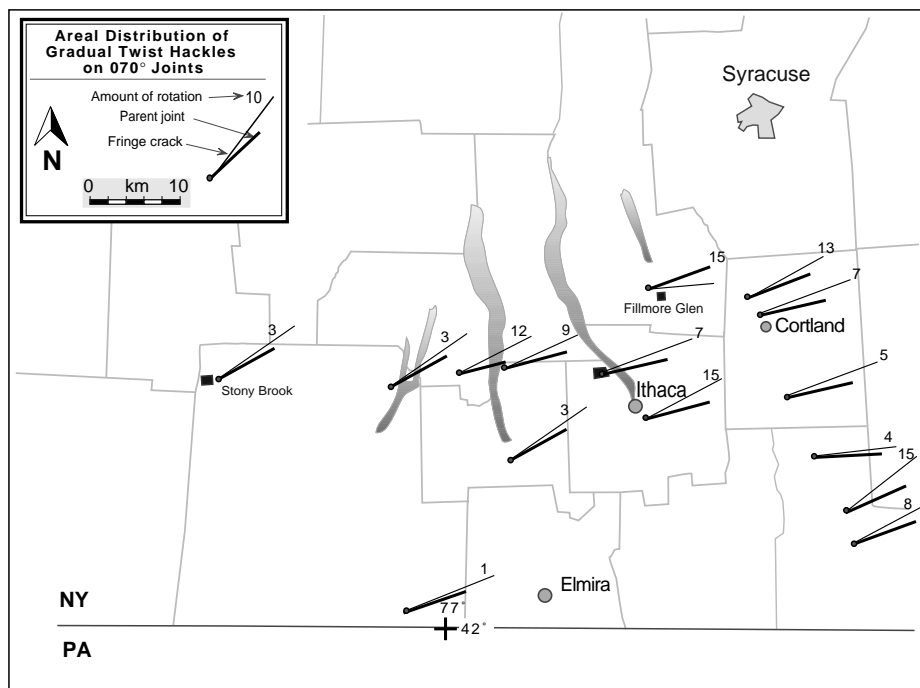 Areal Distribution of
Gradual Twist Hackles
on 070° Joints
Amount of rotation 10
Parent joint
Fringe crack
N
0 km 10
Syracuse
15
13
7
Fillmore Glen
Cortland
3
3
12
9
7
5
Stony Brook
Ithaca
15
3
4
15
8
1
Elmira
NY
77°
42°
PA